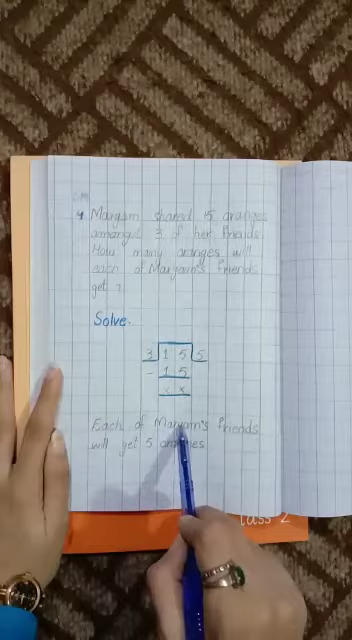 4 Maryam shared 15 oranges
amongst 3 of her friends.
How many oranges will
each of Maryam's friends
get ?
Solve.
3 1 5 5
- 1 5
x x
Each of Maryam's friends
will get 5 oranges
lass 2